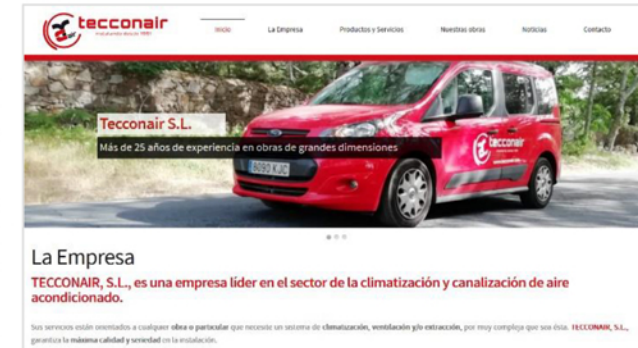 tecconair
Inicio La Empresa Productos y Servicios Nuestras obras Noticias Contacto
Tecconair S.L.
Más de 25 años de experiencia en obras de grandes dimensiones
8090 KJC
tecconair
La Empresa
TECCONAIR, S.L., es una empresa líder en el sector de la climatización y canalización de aire
acondicionado.
Sus servicios están orientados a cualquier obra o particular que necesite un sistema de climatización, ventilación y/o extracción, por muy compleja que sea ésta. TECCONAIR, S.L.,
garantiza la máxima calidad y seriedad en la instalación.